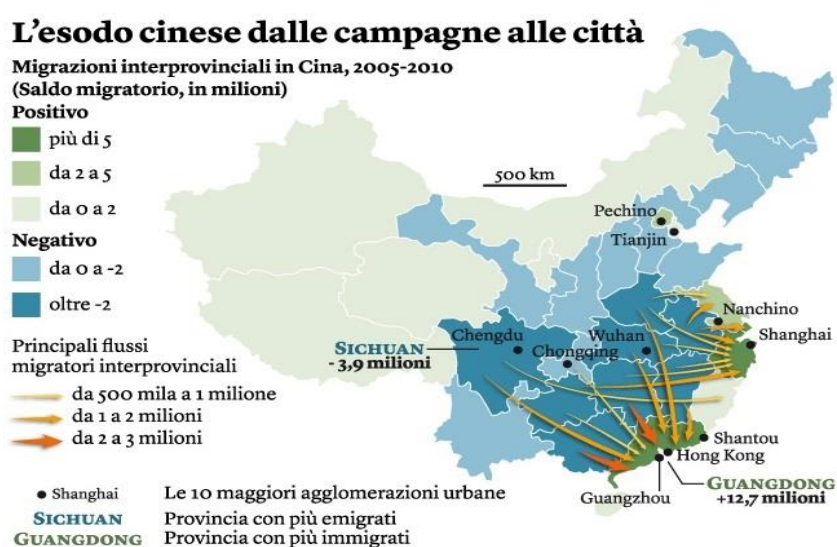 L'esodo cinese dalle campagne alle città
Migrazioni interprovinciali in Cina, 2005-2010
(Saldo migratorio, in milioni)
Positivo
più di 5
da 2 a 5
da 0 a 2
Negativo
da 0 a -2
oltre -2
Principali flussi
migratori interprovinciali
da 500 mila a 1 milione
da 1 a 2 milioni
da 2 a 3 milioni
500 km
Pechino
Tianjin
Nanchino
Shanghai
Chengdu
Chongqing
Wuhan
SICHUAN
- 3,9 milioni
Shantou
Hong Kong
Guangzhou
GUANGDONG
+12,7 milioni
Shanghai Le 10 maggiori agglomerazioni urbane
SICHUAN Provincia con più emigrati
GUANGDONG Provincia con più immigrati